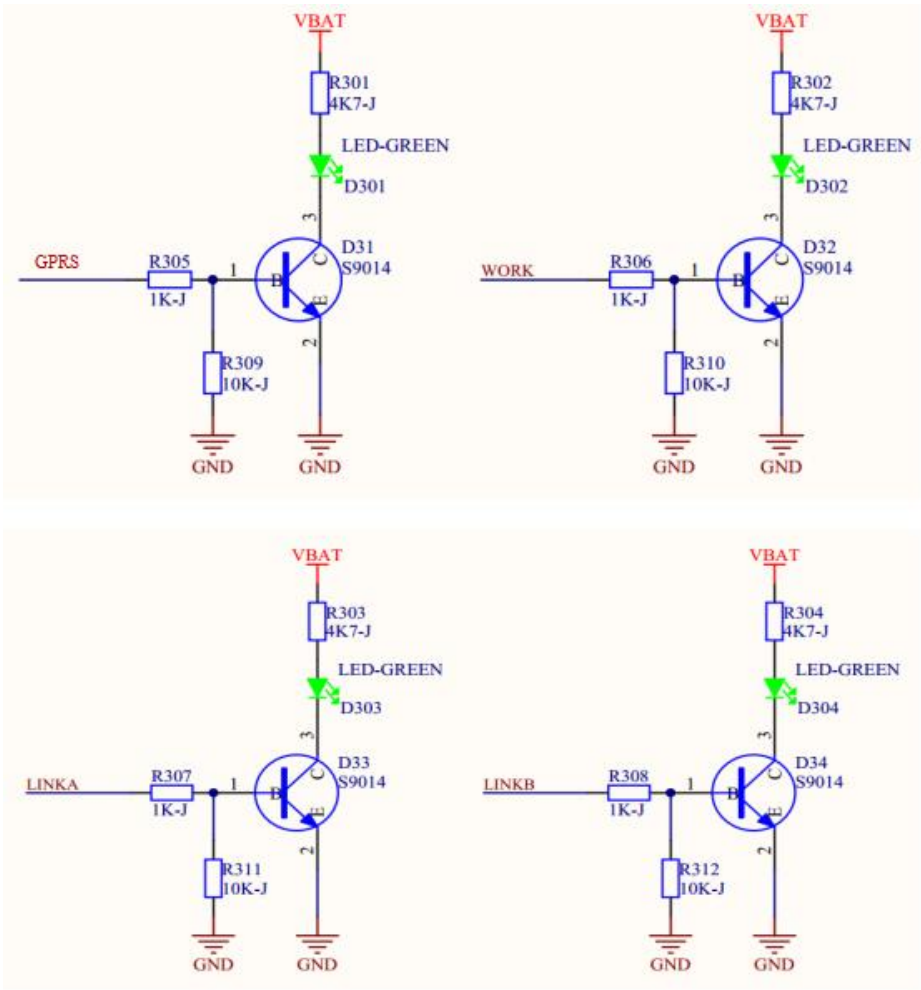 VBAT
R301
4K7-J
LED-GREEN
D301
3
D31
S9014
C
GPRS
R305
1K-J
1
B
E
2
R309
10K-J
GND
GND
VBAT
R302
4K7-J
LED-GREEN
D302
3
D32
S9014
C
WORK
R306
1K-J
1
B
E
2
R310
10K-J
GND
GND
VBAT
R303
4K7-J
LED-GREEN
D303
3
D33
S9014
C
LINKA
R307
1K-J
1
B
E
2
R311
10K-J
GND
GND
VBAT
R304
4K7-J
LED-GREEN
D304
3
D34
S9014
C
LINKB
R308
1K-J
1
B
E
2
R312
10K-J
GND
GND